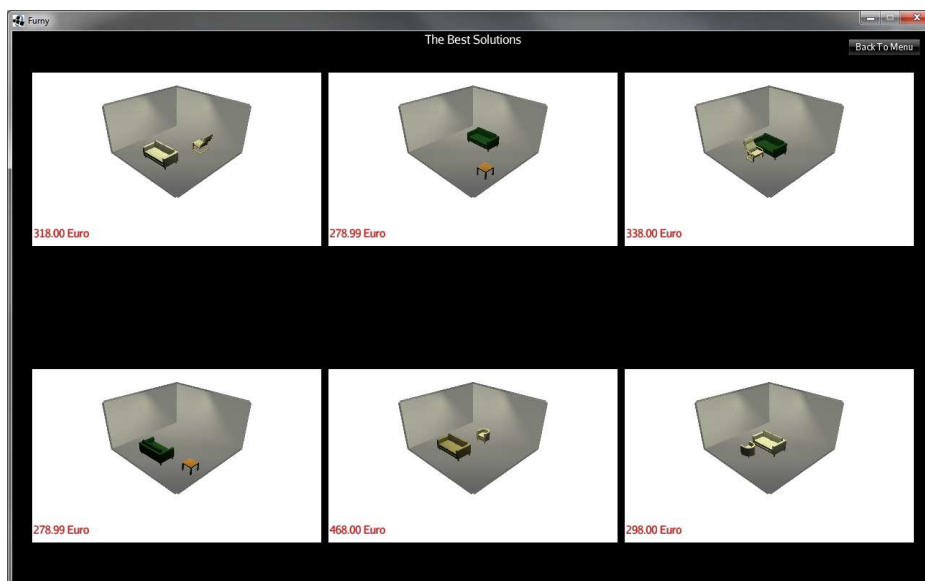 Furny
The Best Solutions
Back To Menu
318.00 Euro
278.99 Euro
338.00 Euro
278.99 Euro
468.00 Euro
298.00 Euro